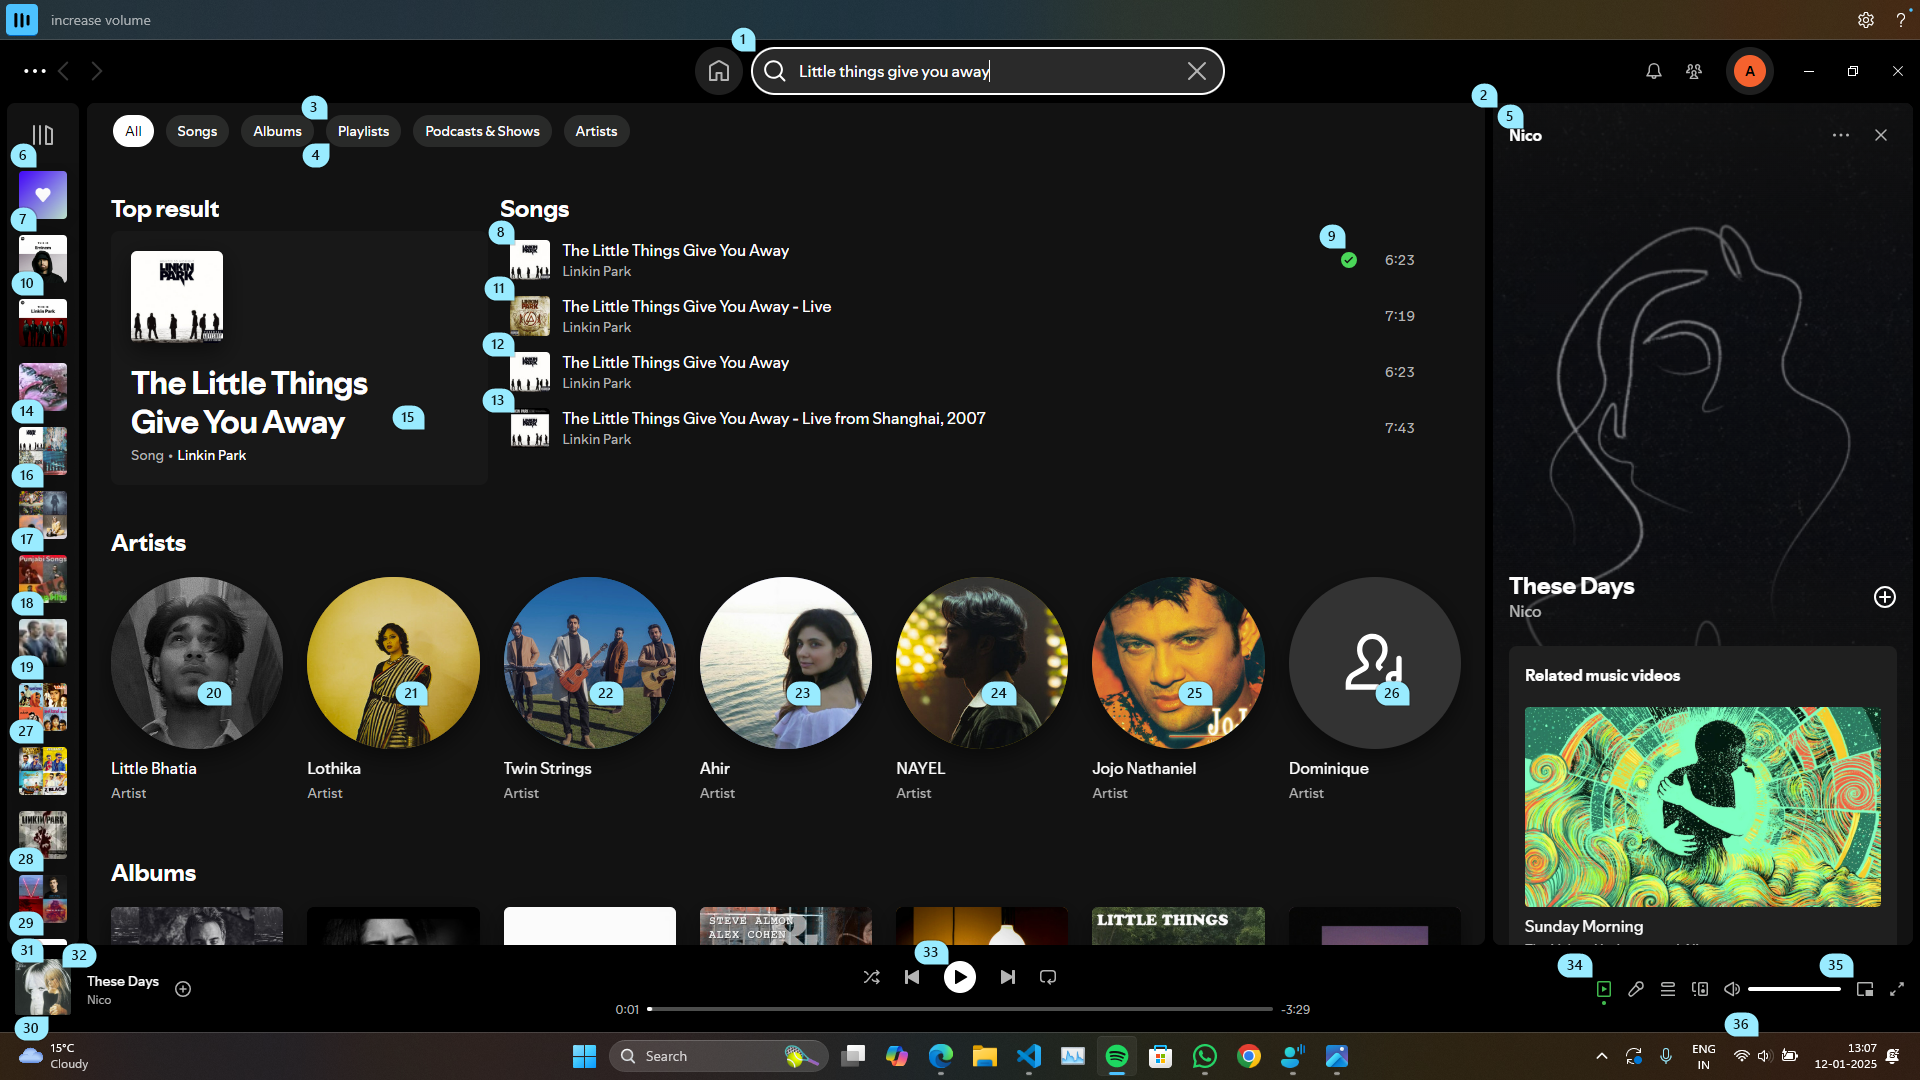 increase volume
?
1
Little things give you away
A
2
3
5
Nico
All
Songs
Albums
Playlists
Podcasts & Shows
Artists
4
6
7
10
14
16
17
18
19
27
28
29
31
Top result
LINKIN PARK
The Little Things
Give You Away
15
Song • Linkin Park
Songs
8
The Little Things Give You Away
Linkin Park
9
6:23
11
The Little Things Give You Away - Live
Linkin Park
7:19
12
The Little Things Give You Away
Linkin Park
6:23
13
The Little Things Give You Away - Live from Shanghai, 2007
Linkin Park
7:43
Artists
20
21
22
23
24
25
26
Little Bhatia
Artist
Lothika
Artist
Twin Strings
Artist
Ahir
Artist
NAYEL
Artist
Jojo Nathaniel
Artist
Dominique
Artist
Albums
STEVE ALMON
ALEX COHEN
LITTLE THINGS
These Days
Nico
Related music videos
Sunday Morning
32
These Days
Nico
30
33
0:01
-3:29
34
35
36
15°C
Cloudy
Search
ENG
IN
13:07
12-01-2025